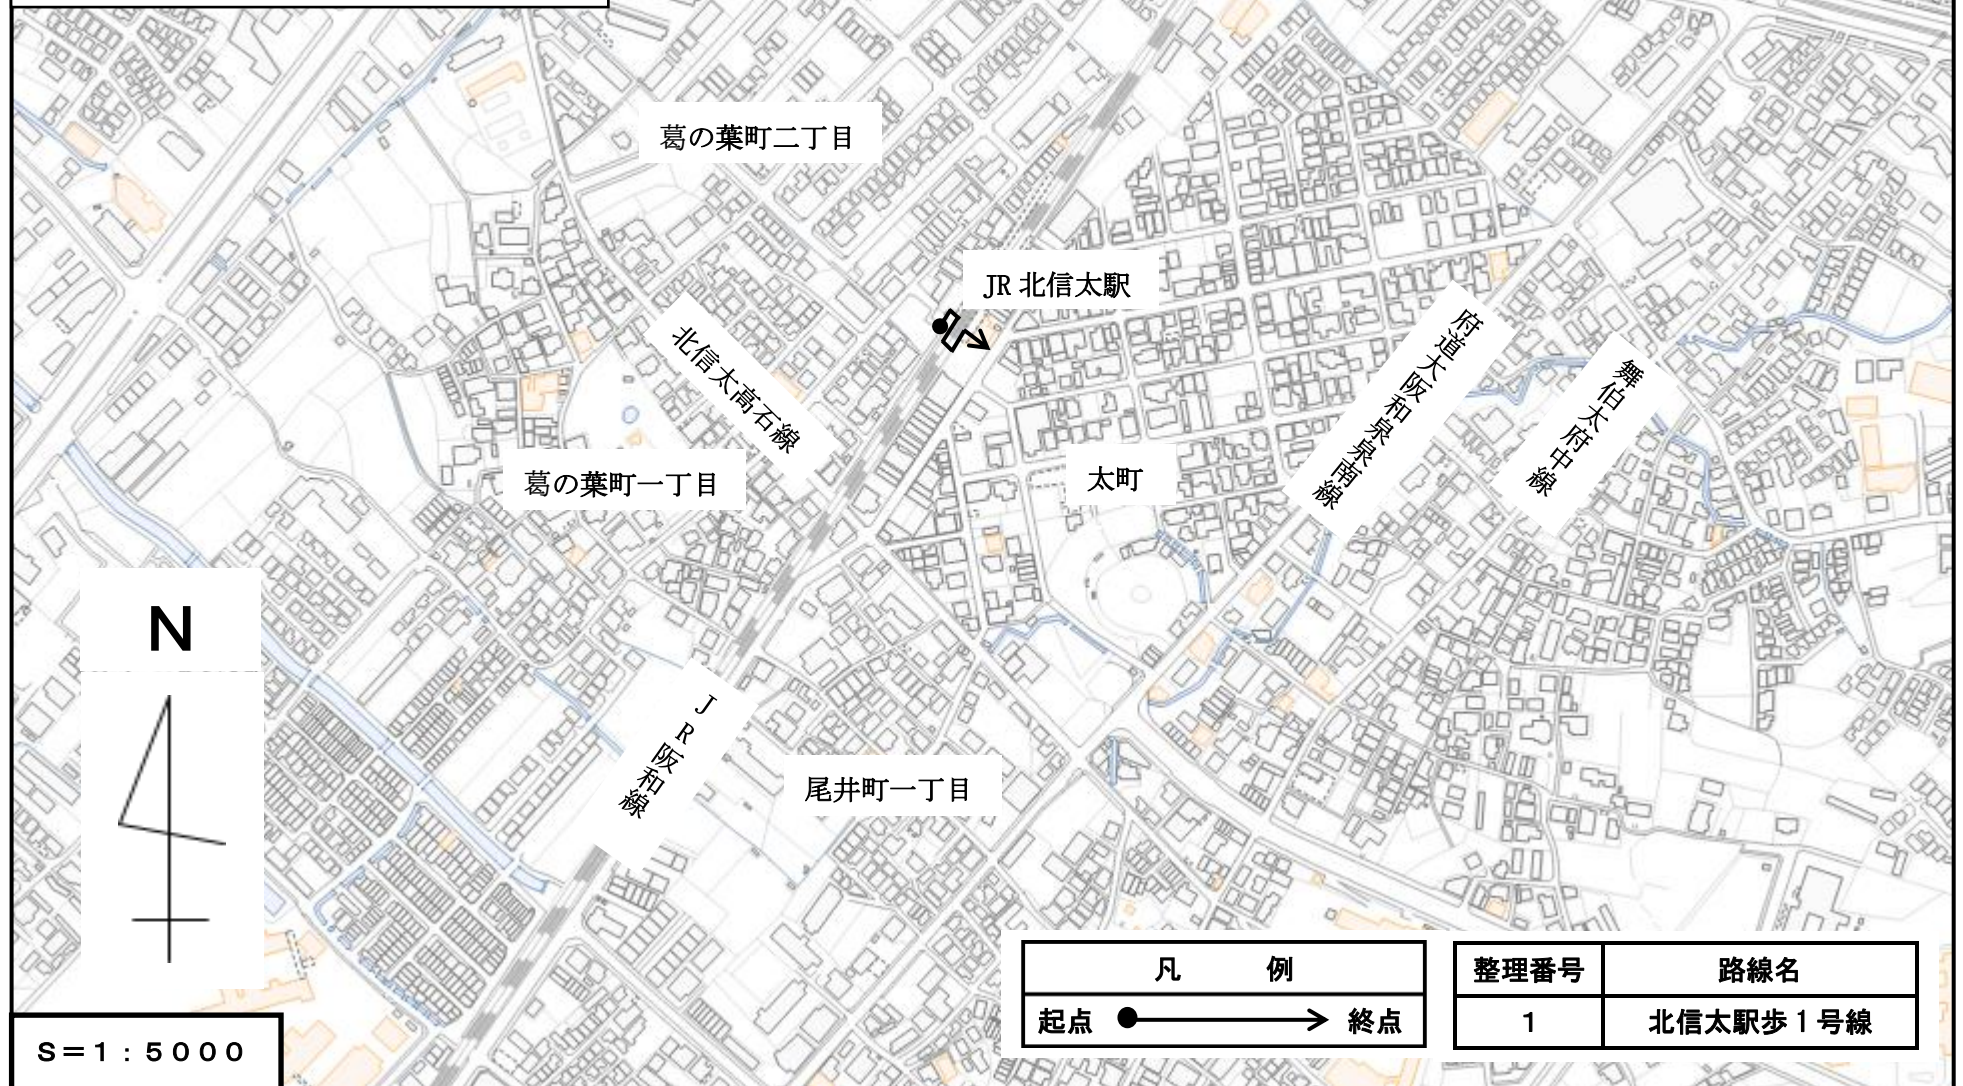 葛の葉町二丁目
JR北信太駅
北信太高石線
府道大阪和泉泉南線
舞伯太府中線
葛の葉町一丁目
太町
N
JR阪和線
尾井町一丁目
凡 例
起点 終点
整理番号 路線名
1 北信太駅歩1号線
S=1:5000